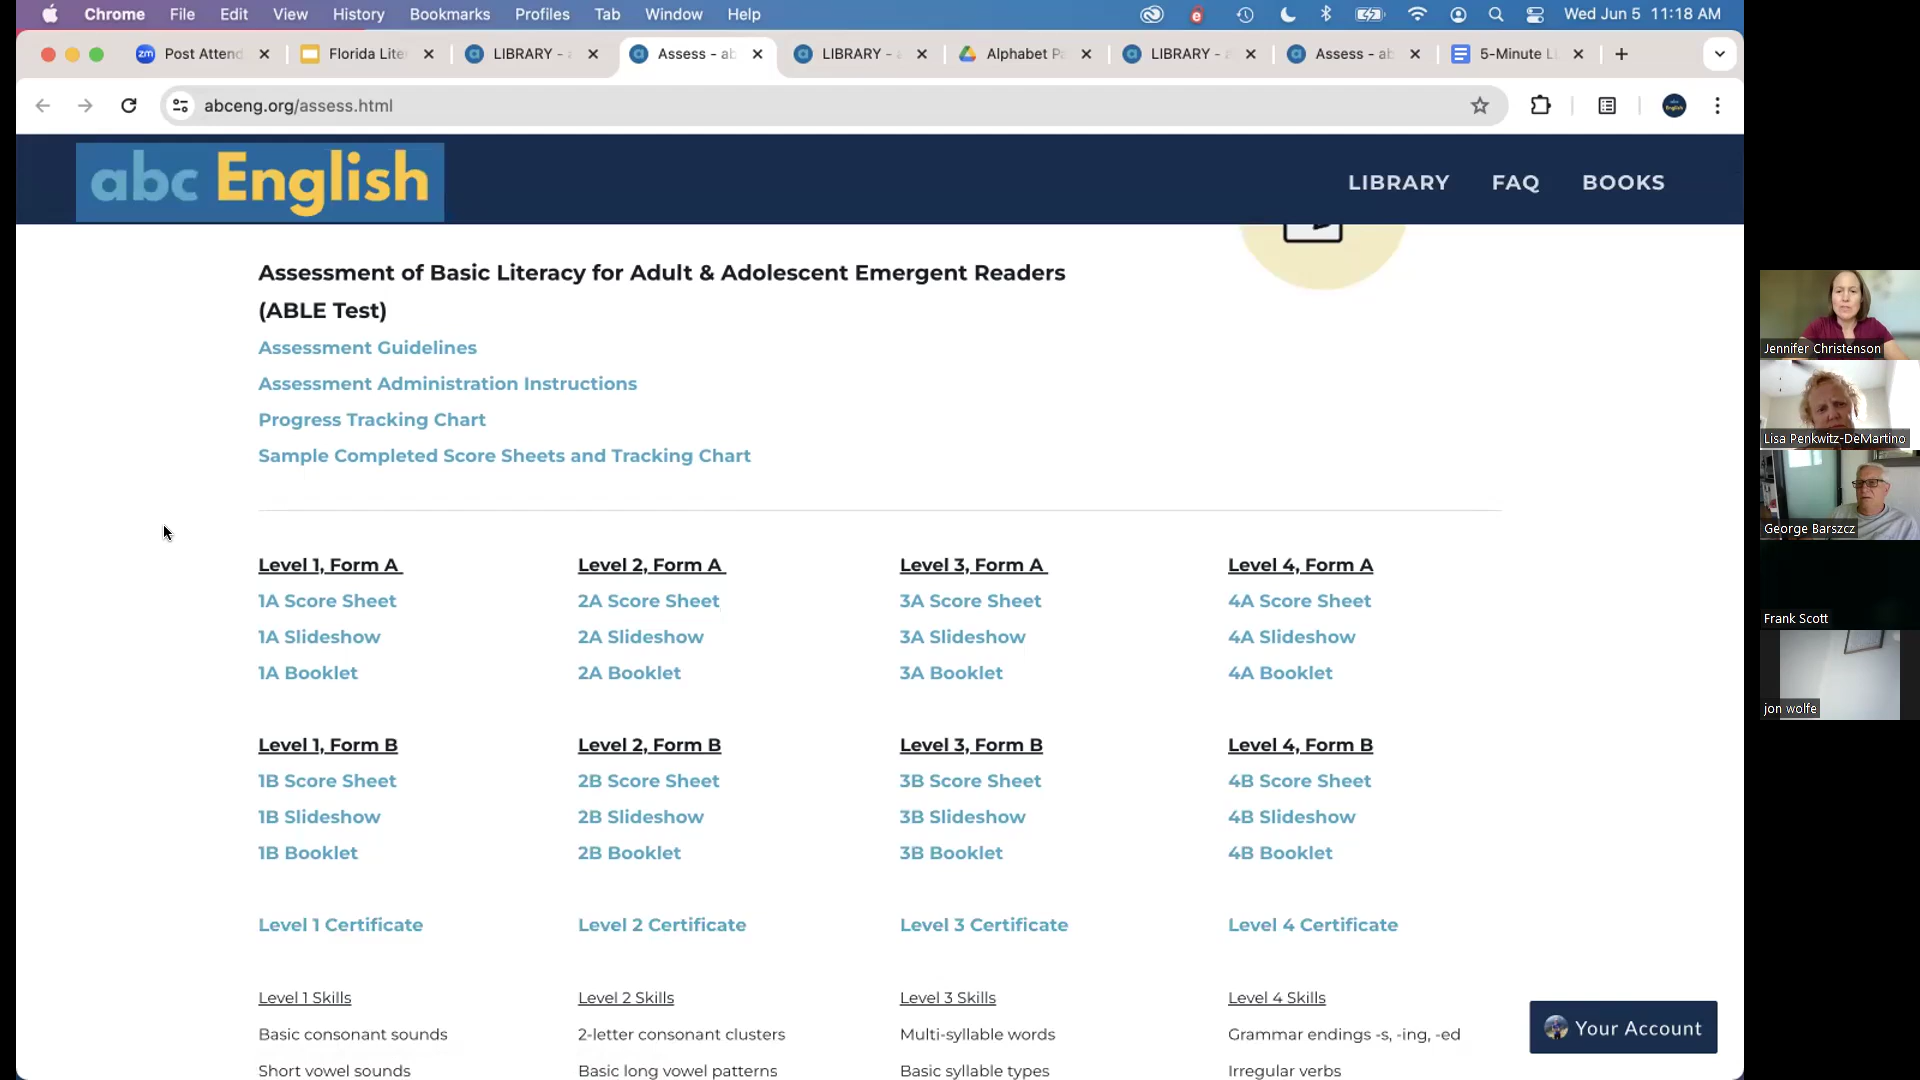 Chrome File Edit View History Bookmarks Profiles Tab Window Help Wed Jun 5 11:18 AM
zm Post Attend Florida Lite LIBRARY - Assess - ab LIBRARY - Alphabet Pa LIBRARY - Assess - ab 5-Minute
abceng.org/assess.html
abc English LIBRARY FAQ BOOKS
Assessment of Basic Literacy for Adult & Adolescent Emergent Readers
(ABLE Test)
Assessment Guidelines
Assessment Administration Instructions
Progress Tracking Chart
Sample Completed Score Sheets and Tracking Chart
Level 1, Form A Level 2, Form A Level 3, Form A Level 4, Form A
1A Score Sheet 2A Score Sheet 3A Score Sheet 4A Score Sheet
1A Slideshow 2A Slideshow 3A Slideshow 4A Slideshow
1A Booklet 2A Booklet 3A Booklet 4A Booklet
Level 1, Form B Level 2, Form B Level 3, Form B Level 4, Form B
1B Score Sheet 2B Score Sheet 3B Score Sheet 4B Score Sheet
1B Slideshow 2B Slideshow 3B Slideshow 4B Slideshow
1B Booklet 2B Booklet 3B Booklet 4B Booklet
Level 1 Certificate Level 2 Certificate Level 3 Certificate Level 4 Certificate
Level 1 Skills Level 2 Skills Level 3 Skills Level 4 Skills
Basic consonant sounds 2-letter consonant clusters Multi-syllable words Grammar endings -s, -ing, -ed
Short vowel sounds Basic long vowel patterns Basic syllable types Irregular verbs
Your Account
Jennifer Christenson
Lisa Penkwitz-DeMartino
George Barszcz
Frank Scott
jon wolfe